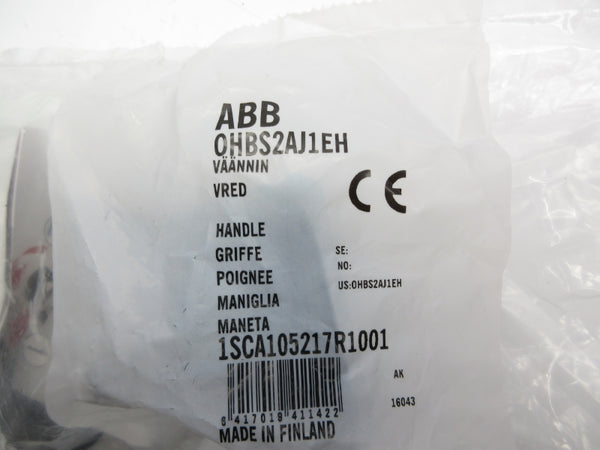 ABB
OHBS2AJ1EH
VÄÄNNIN
VRED
CE
HANDLE
GRIFFE
POIGNEE
MANIGLIA
MANETA
SE:
NO:
US:OHBS2AJ1EH
1SCA105217R1001
6 417019 411422
AK
16043
MADE IN FINLAND